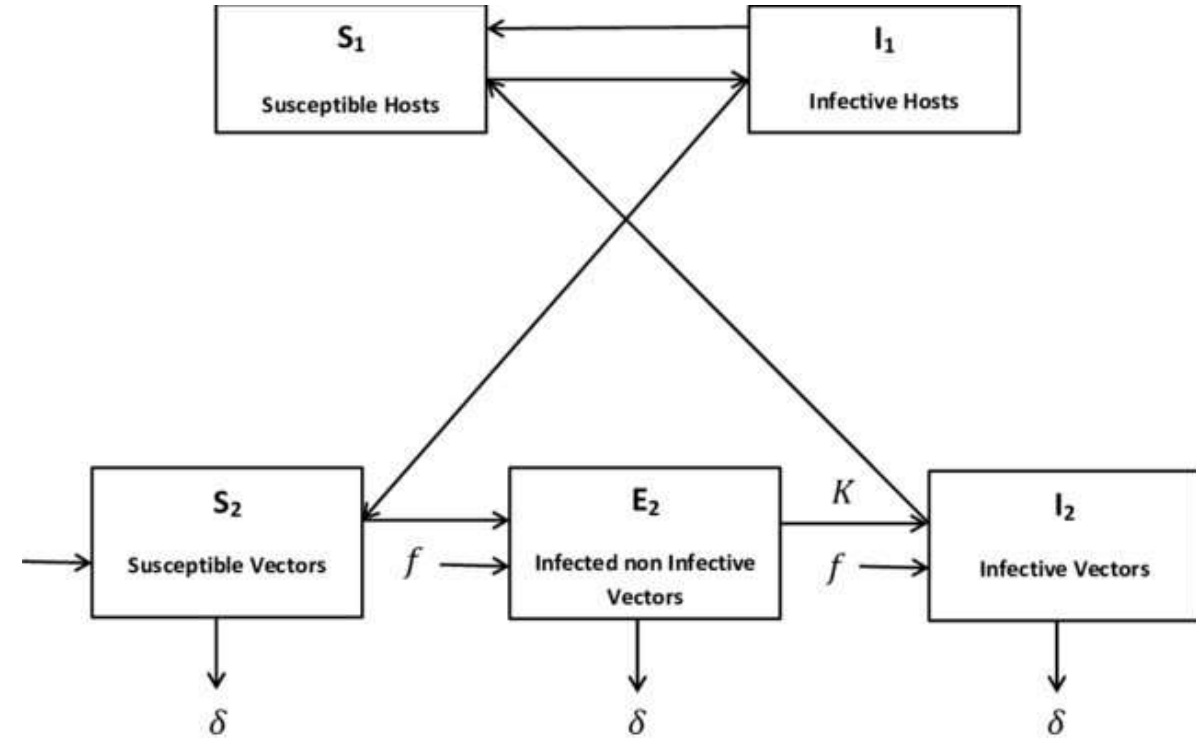 S₁
Susceptible Hosts
I₁
Infective Hosts
S₂
Susceptible Vectors
f
E₂
Infected non Infective
Vectors
K
f
I₂
Infective Vectors
δ
δ
δ